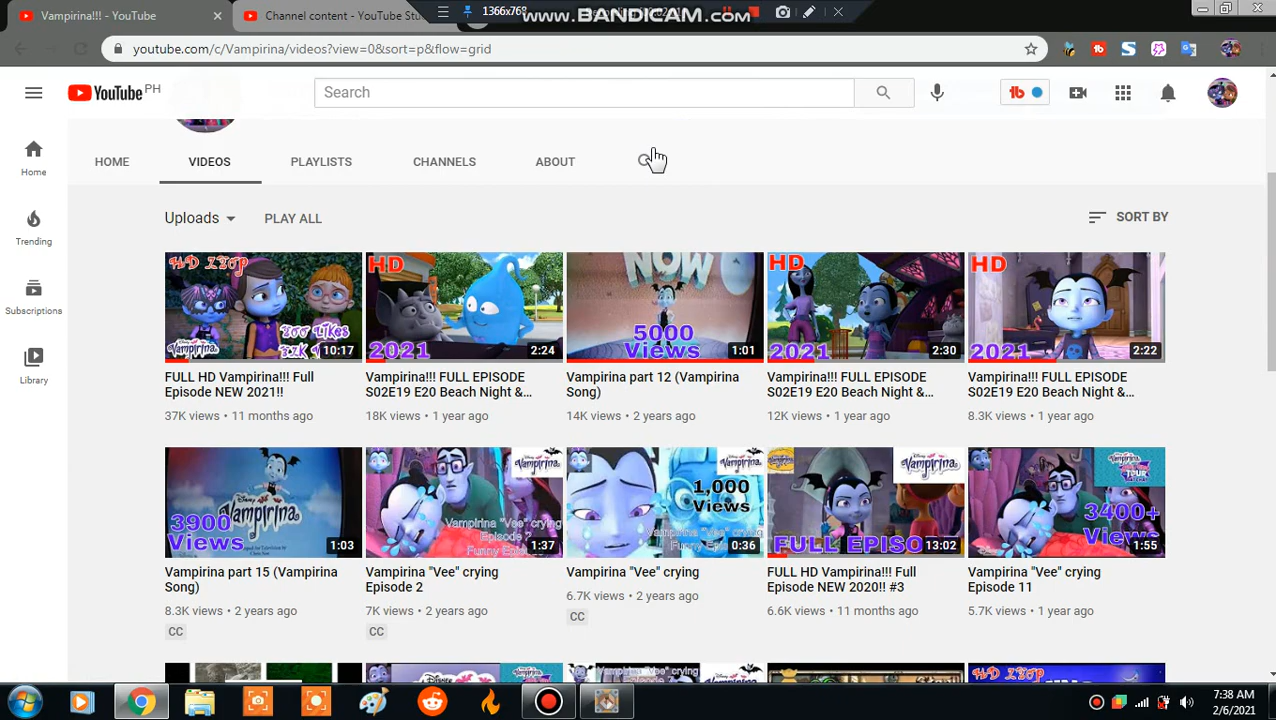 Vampirina!!! - YouTube
Channel content - YouTube Stu
1366x768
www.BANDICAM.com
youtube.com/c/Vampirina/videos?view=0&sort=p&flow=grid
YouTube PH
Search
Home
Trending
Subscriptions
Library
HOME
VIDEOS
PLAYLISTS
CHANNELS
ABOUT
Uploads
PLAY ALL
SORT BY
Vampirina
10:17
HD
2021
2:24
NOW
5000
Views
1:01
HD
2021
2:30
HD
2021
2:22
FULL HD Vampirina!!! Full
Episode NEW 2021!!
37K views • 11 months ago
Vampirina!!! FULL EPISODE
S02E19 E20 Beach Night &...
18K views • 1 year ago
Vampirina part 12 (Vampirina
Song)
14K views • 2 years ago
Vampirina!!! FULL EPISODE
S02E19 E20 Beach Night &...
12K views • 1 year ago
Vampirina!!! FULL EPISODE
S02E19 E20 Beach Night &...
8.3K views • 1 year ago
Disney
Vampirina
3900
Views
1:03
Vampirina
Vampirina "Vee" crying
1:37
Vampirina
1,000
Views
0:36
Vampirina
FULL EPISO
13:02
3400+
Views
1:55
Vampirina part 15 (Vampirina
Song)
8.3K views • 2 years ago
CC
Vampirina "Vee" crying
Episode 2
7K views • 2 years ago
CC
Vampirina "Vee" crying
6.7K views • 2 years ago
CC
FULL HD Vampirina!!! Full
Episode NEW 2020!! #3
6.6K views • 11 months ago
Vampirina "Vee" crying
Episode 11
5.7K views • 1 year ago
7:38 AM
2/6/2021